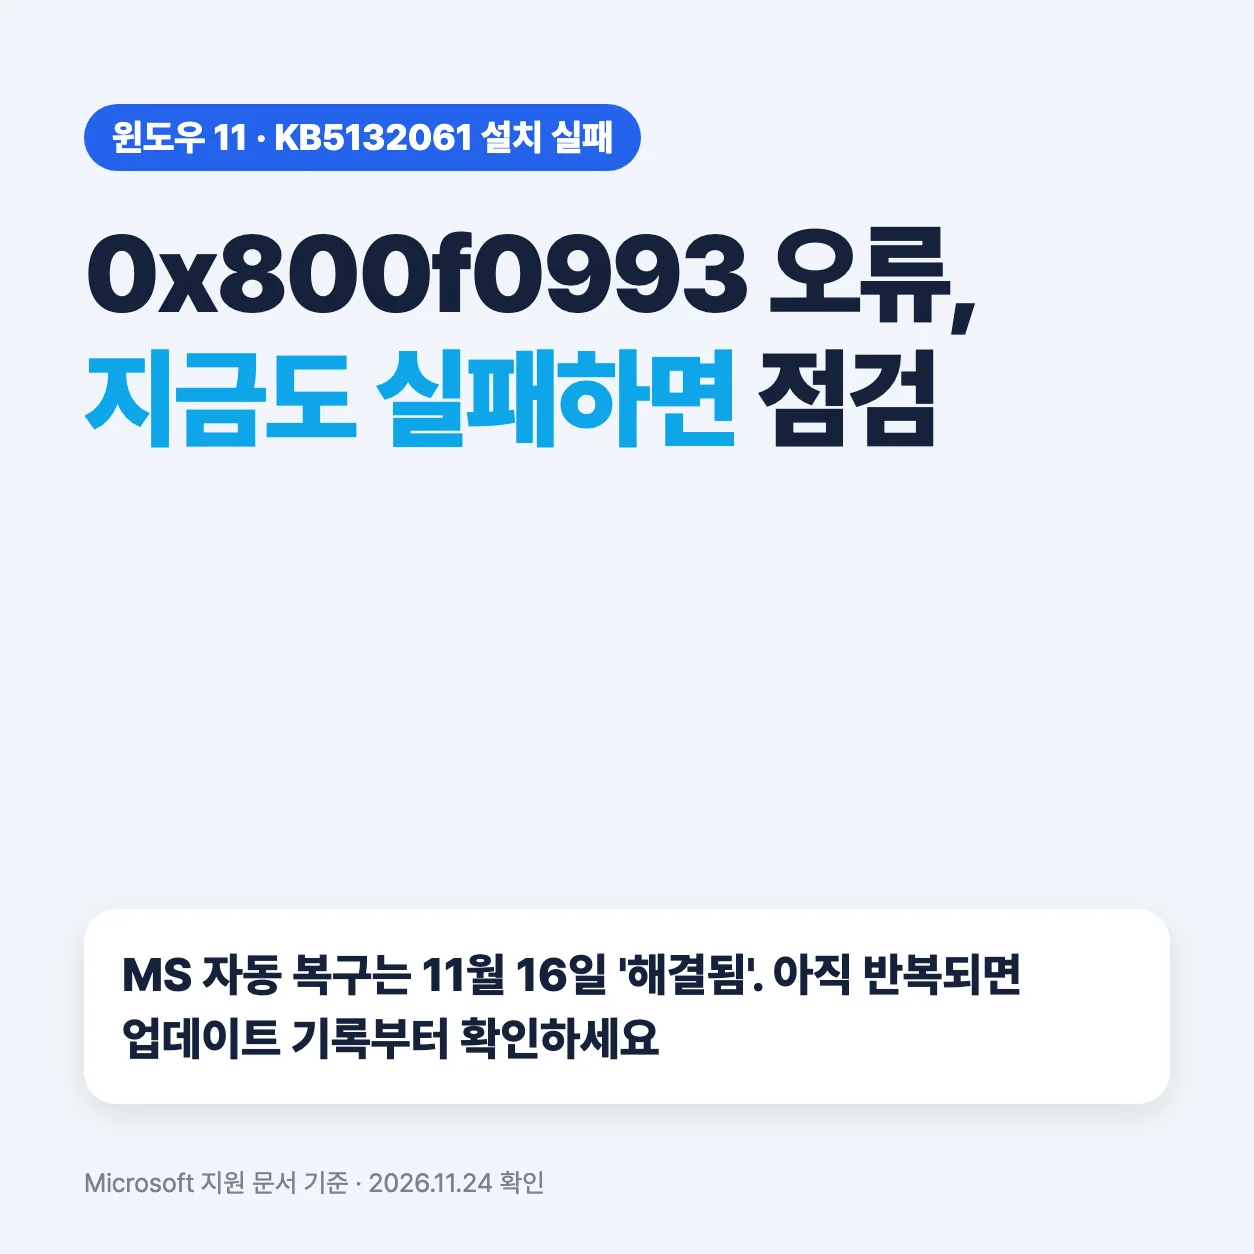 윈도우 11 · KB5132061 설치 실패
0x800f0993 오류,
지금도 실패하면 점검
MS 자동 복구는 11월 16일 '해결됨'. 아직 반복되면
업데이트 기록부터 확인하세요
Microsoft 지원 문서 기준 · 2026.11.24 확인